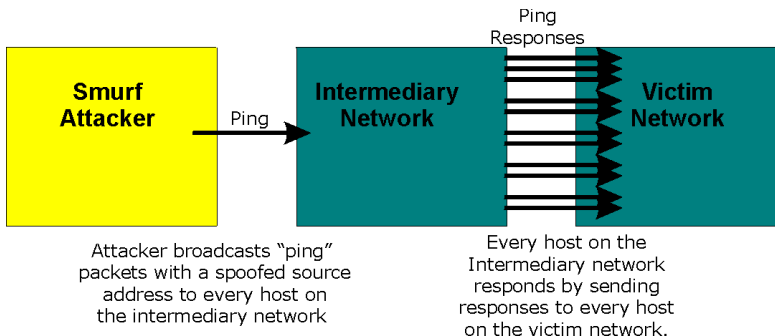 Smurf
Attacker
Ping
Intermediary
Network
Ping
Responses
Victim
Network
Attacker broadcasts “ping”
packets with a spoofed source
address to every host on
the intermediary network
Every host on the
Intermediary network
responds by sending
responses to every host
on the victim network.